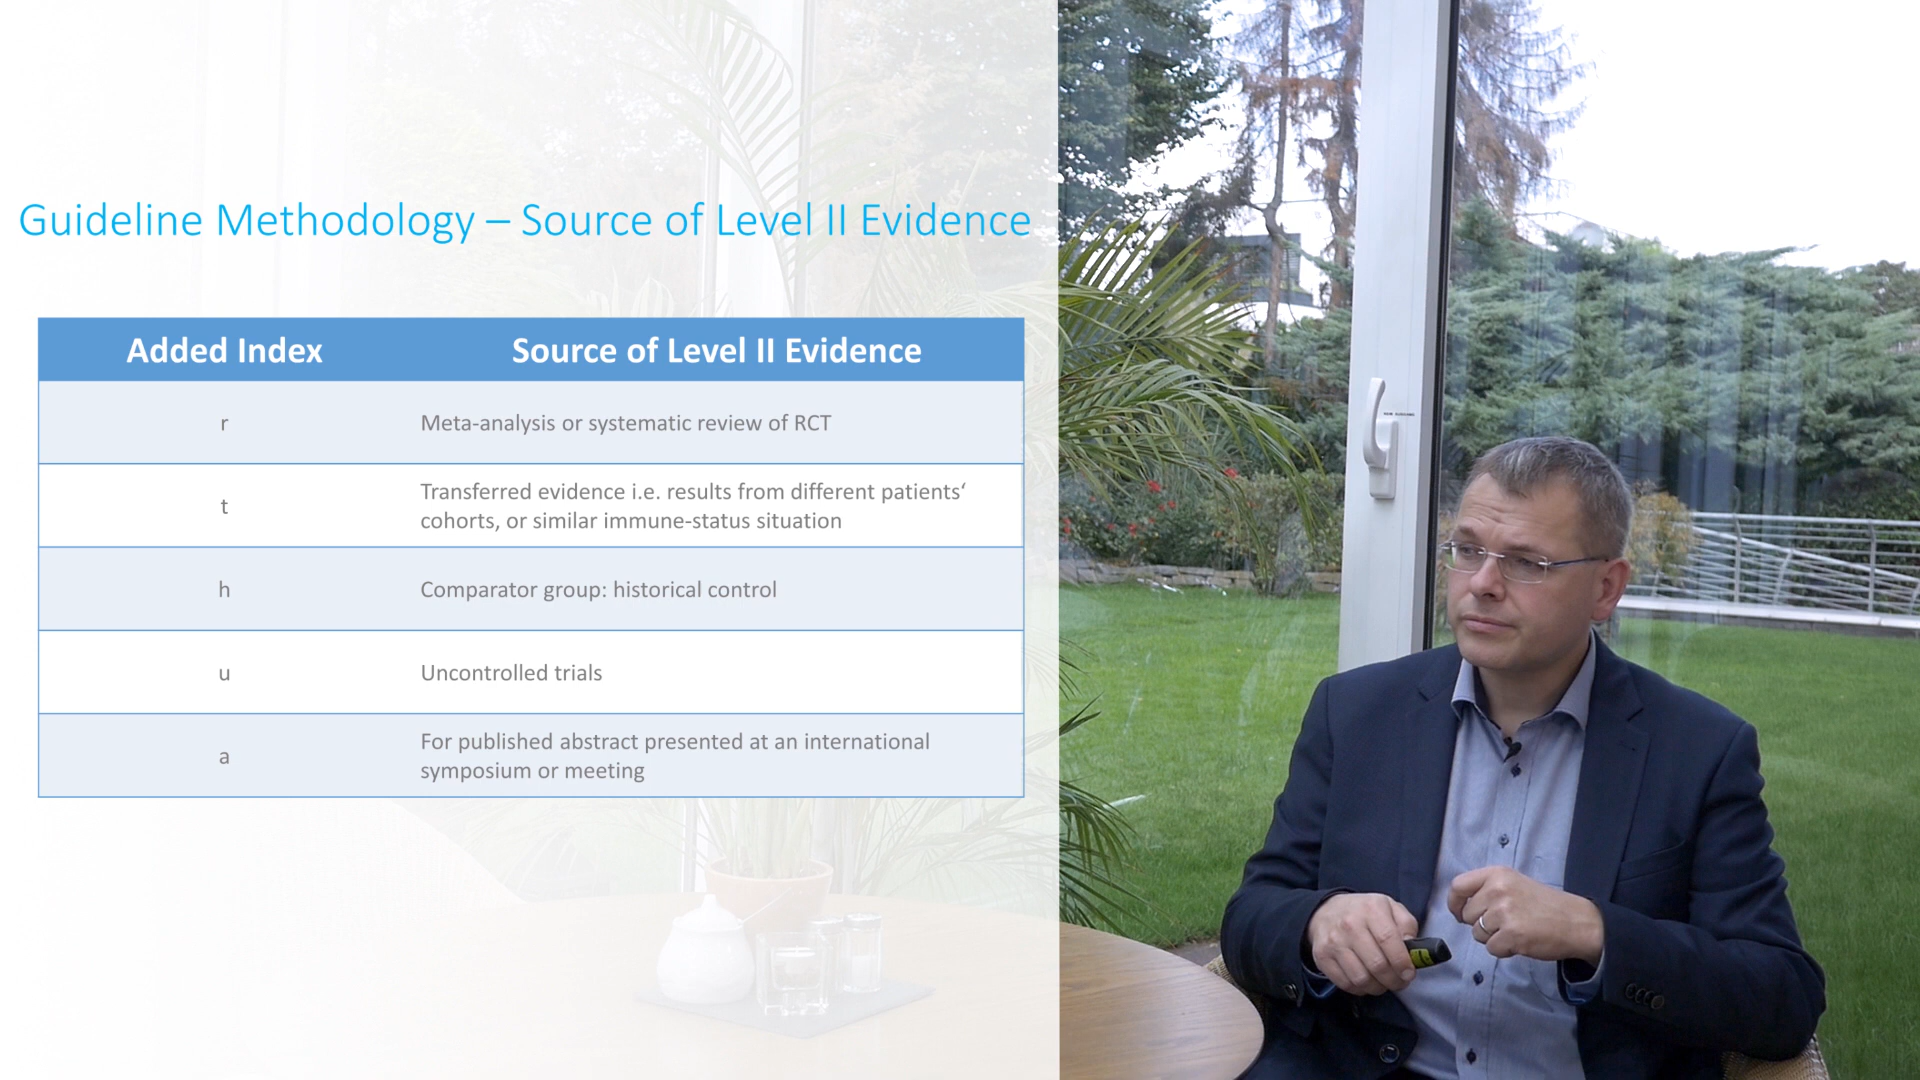 Guideline Methodology – Source of Level II Evidence
Added Index
Source of Level II Evidence
r
Meta-analysis or systematic review of RCT
t
Transferred evidence i.e. results from different patients‘
cohorts, or similar immune-status situation
h
Comparator group: historical control
u
Uncontrolled trials
a
For published abstract presented at an international
symposium or meeting